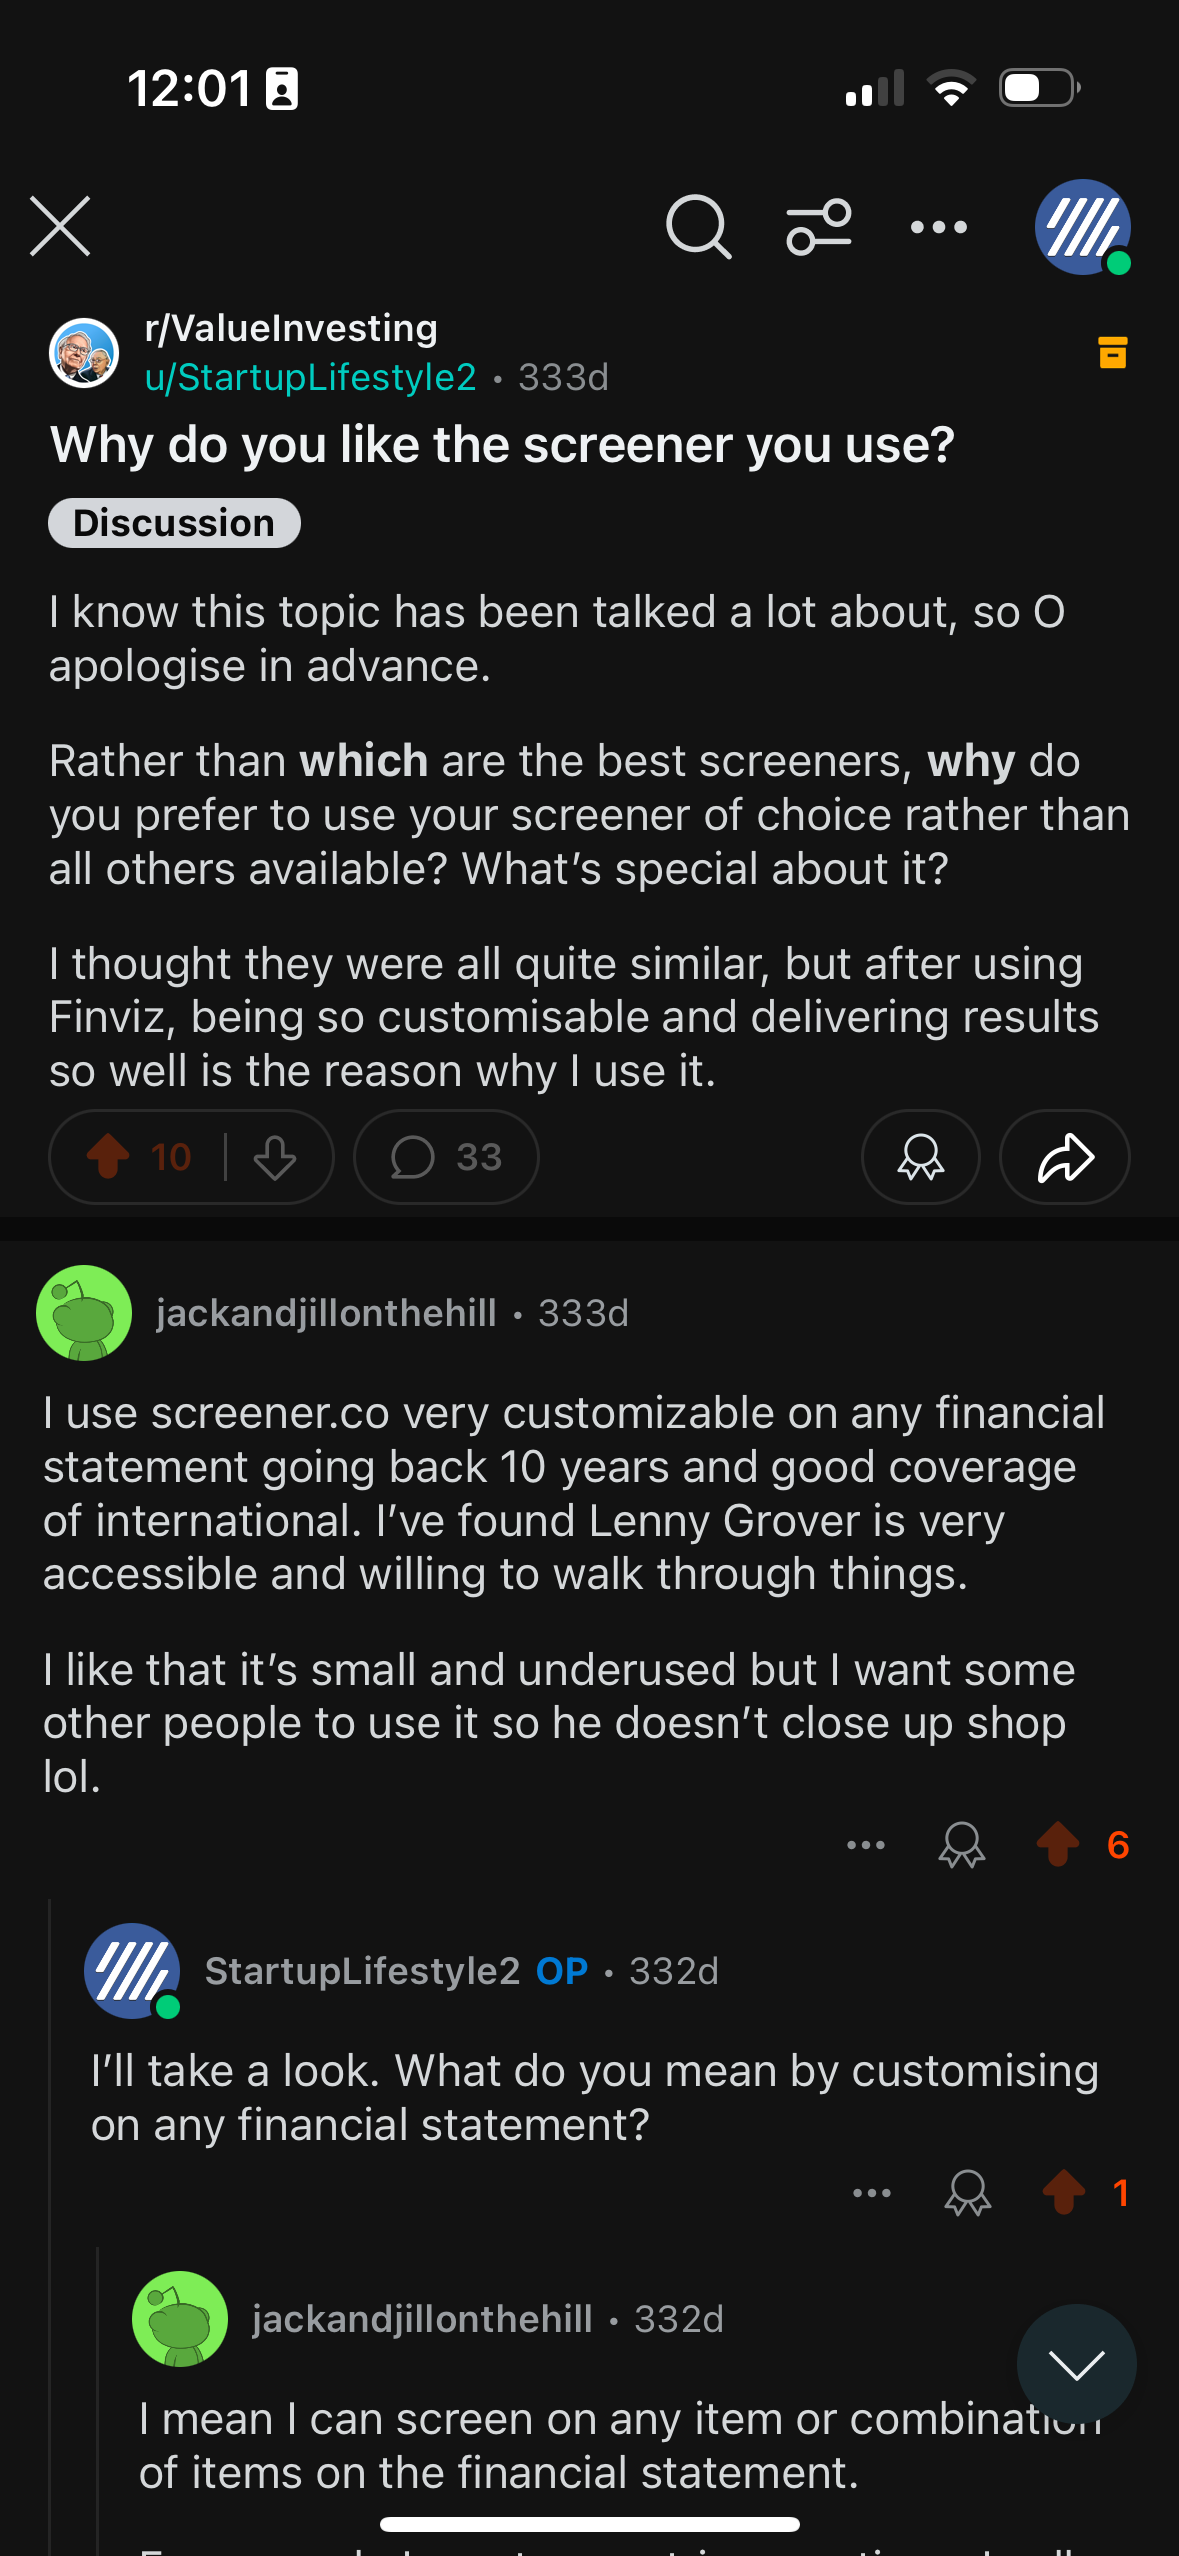 12:01
r/ValueInvesting
u/StartupLifestyle2 • 333d
Why do you like the screener you use?
Discussion
I know this topic has been talked a lot about, so O
apologise in advance.
Rather than which are the best screeners, why do
you prefer to use your screener of choice rather than
all others available? What's special about it?
I thought they were all quite similar, but after using
Finviz, being so customisable and delivering results
so well is the reason why I use it.
10
33
jackandjillonthehill • 333d
I use screener.co very customizable on any financial
statement going back 10 years and good coverage
of international. I've found Lenny Grover is very
accessible and willing to walk through things.
I like that it's small and underused but I want some
other people to use it so he doesn't close up shop
lol.
6
StartupLifestyle2 OP • 332d
I'll take a look. What do you mean by customising
on any financial statement?
1
jackandjillonthehill • 332d
I mean I can screen on any item or combination
of items on the financial statement.